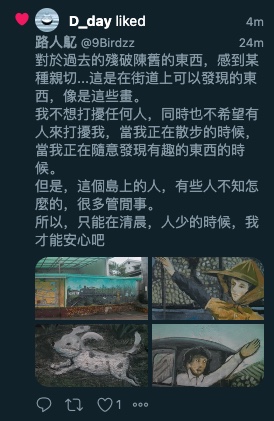 D_day liked
4m
路人乿 @9Birdzz
24m
對於過去的殘破陳舊的東西，感到某
種親切...這是在街道上可以發現的東
西，像是這些畫。
我不想打擾任何人，同時也不希望有
人來打擾我，當我正在散步的時候，
當我正在隨意發現有趣的東西的時
候。
但是，這個島上的人，有些人不知怎
麼的，很多管閒事。
所以，只能在清晨，人少的時候，我
才能安心吧
1